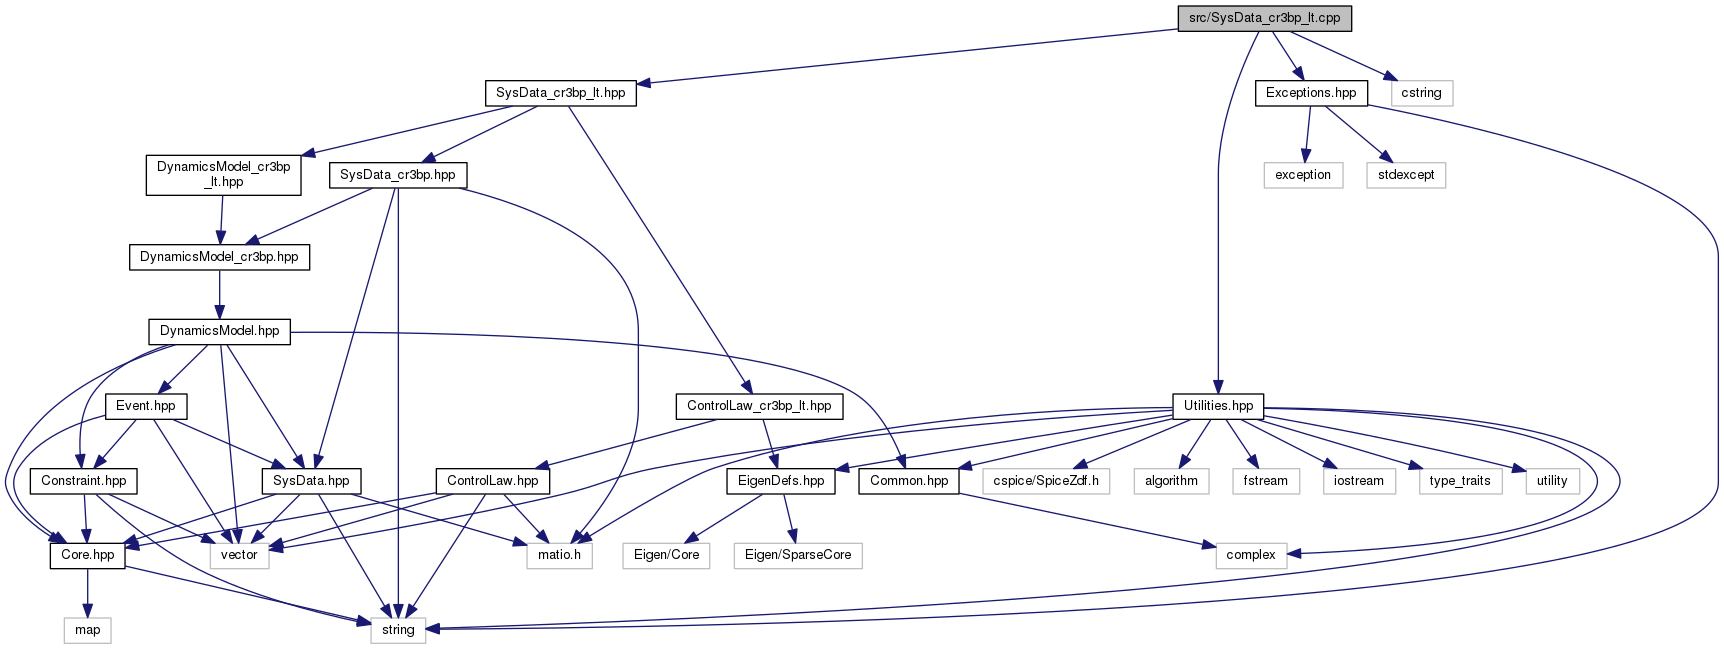 src/SysData_cr3bp_lt.cpp
SysData_cr3bp_lt.hpp
Exceptions.hpp
cstring
DynamicsModel_cr3bp
_lt.hpp
SysData_cr3bp.hpp
exception
stdexcept
DynamicsModel_cr3bp.hpp
DynamicsModel.hpp
Event.hpp
ControlLaw_cr3bp_lt.hpp
Utilities.hpp
Constraint.hpp
SysData.hpp
ControlLaw.hpp
EigenDefs.hpp
Common.hpp
cspice/SpiceZdf.h
algorithm
fstream
iostream
type_traits
utility
Core.hpp
vector
matio.h
Eigen/Core
Eigen/SparseCore
complex
map
string